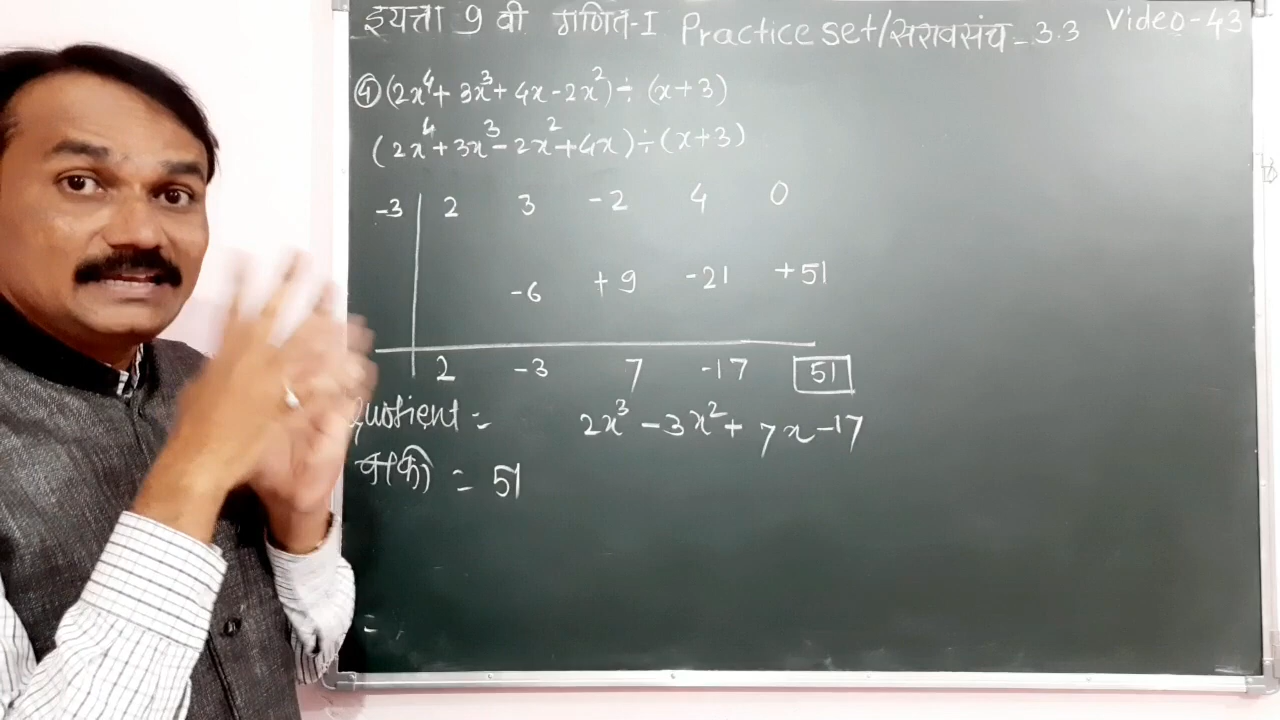 इयत्ता 9 वी गणित-I Practice set/सरावसंच - 3.3 Video-43
④ (2x⁴ + 3x³ + 4x - 2x²) ÷ (x+3)
(2x⁴ + 3x³ - 2x² + 4x) ÷ (x+3)
-3 | 2 3 -2 4 0
-6 +9 -21 +51
2 -3 7 -17 51
Quotient = 2x³ - 3x² + 7x - 17
बाकी = 51
=